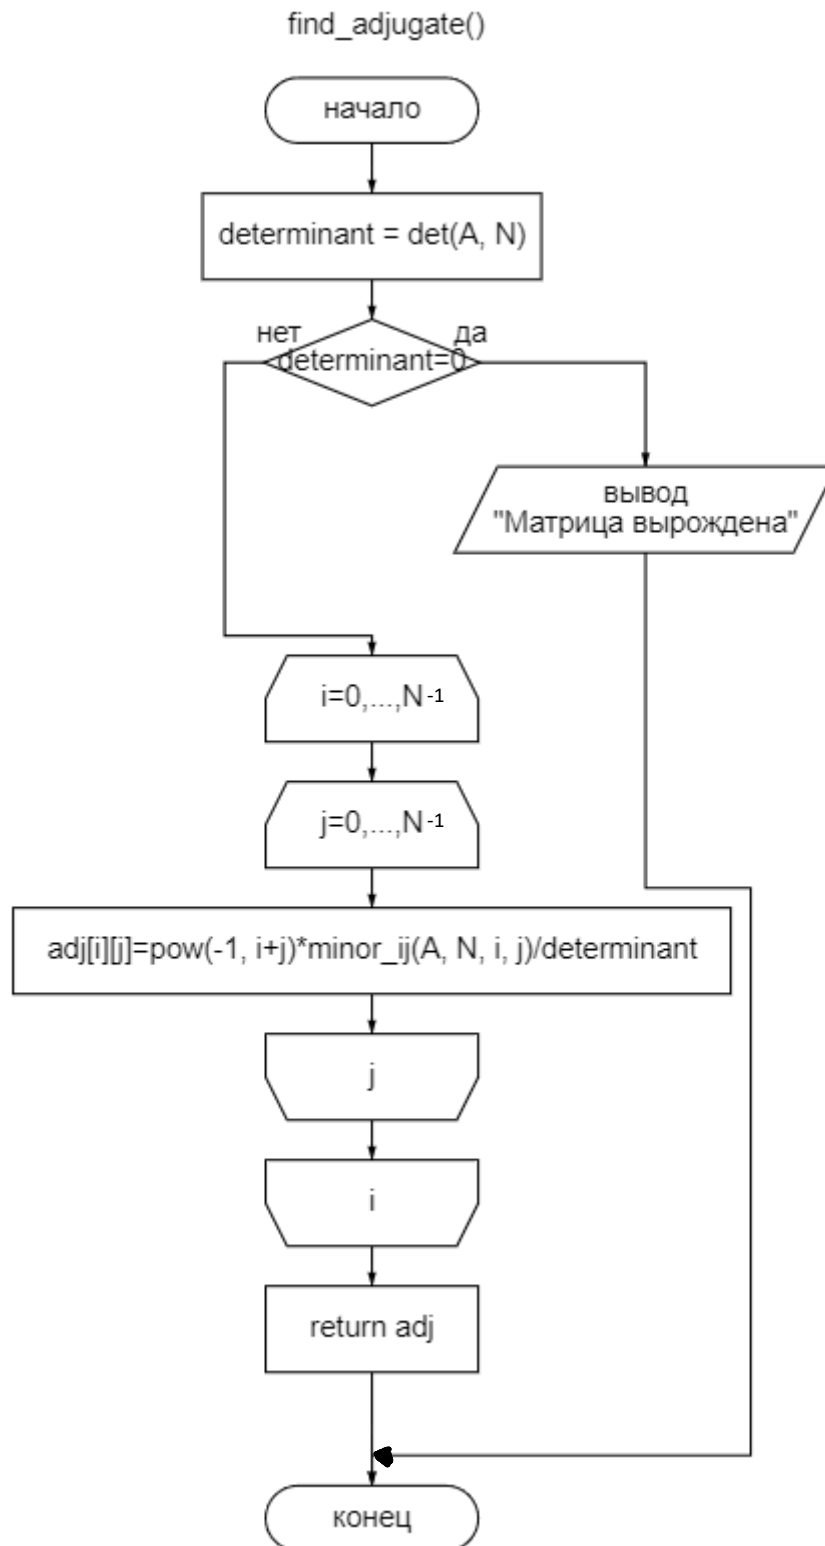 find_adjugate()
начало
determinant = det(A, N)
нет
да
determinant=0
вывод
"Матрица вырождена"
i=0,...,N-1
j=0,...,N-1
adj[i][j]=pow(-1, i+j)*minor_ij(A, N, i, j)/determinant
j
i
return adj
конец